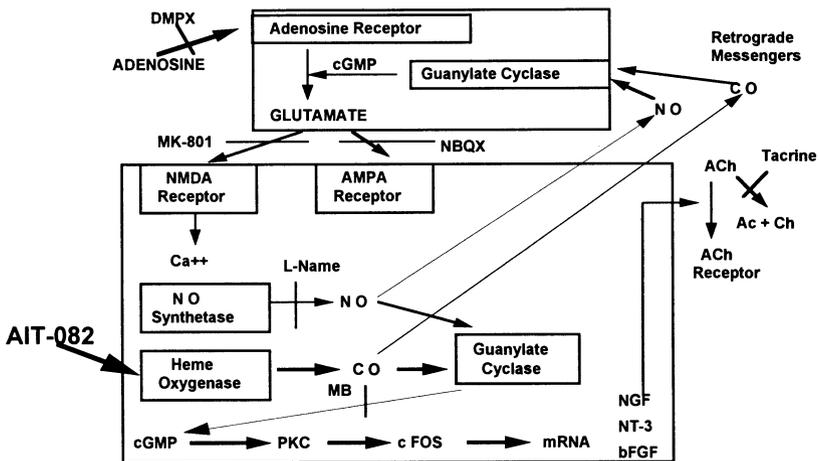 DMPX
ADENOSINE
Adenosine Receptor
cGMP
Guanylate Cyclase
GLUTAMATE
Retrograde
Messengers
C O
N O
MK-801
NBQX
NMDA
Receptor
AMPA
Receptor
ACh
Tacrine
Ac + Ch
ACh
Receptor
Ca++
L-Name
N O
Synthetase
N O
AIT-082
Heme
Oxygenase
C O
MB
Guanylate
Cyclase
NGF
NT-3
bFGF
cGMP
PKC
c FOS
mRNA